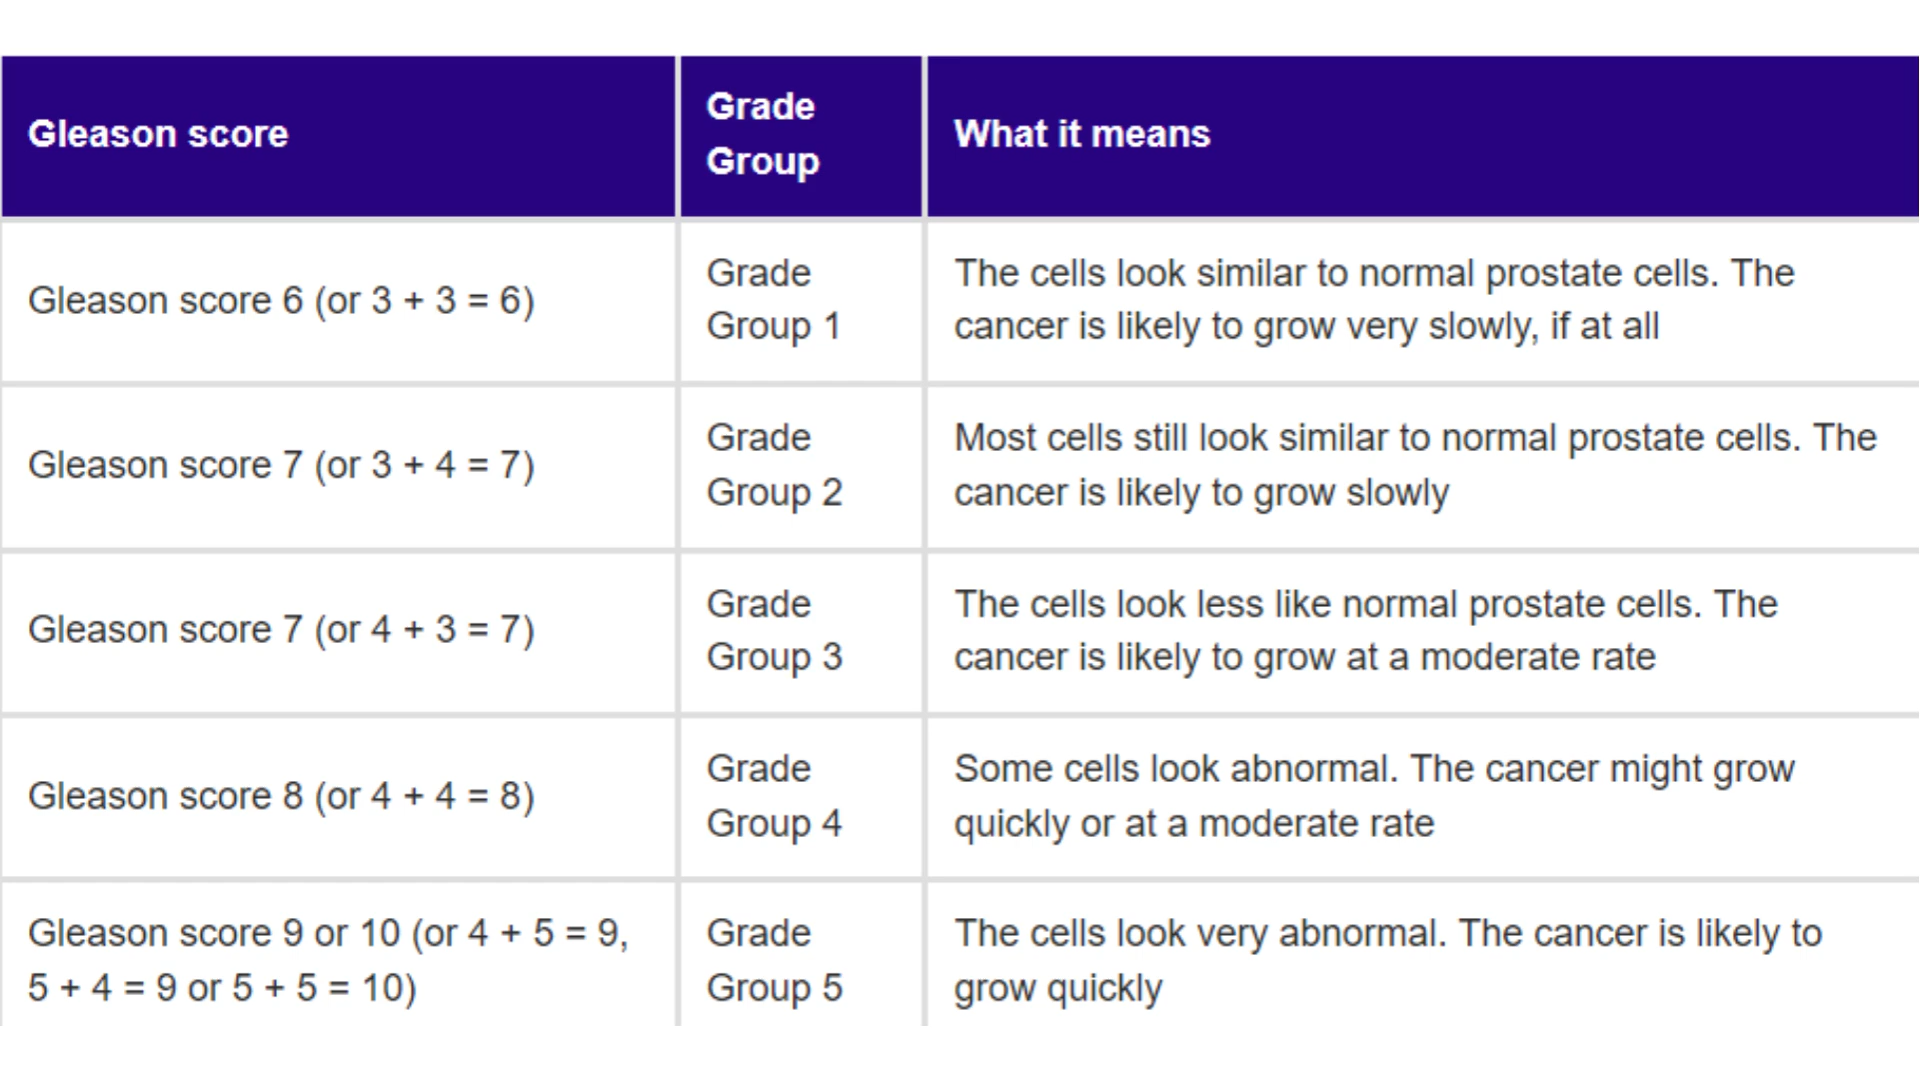 Gleason score
Grade
Group
What it means
Gleason score 6 (or 3 + 3 = 6)
Grade
Group 1
The cells look similar to normal prostate cells. The
cancer is likely to grow very slowly, if at all
Gleason score 7 (or 3 + 4 = 7)
Grade
Group 2
Most cells still look similar to normal prostate cells. The
cancer is likely to grow slowly
Gleason score 7 (or 4 + 3 = 7)
Grade
Group 3
The cells look less like normal prostate cells. The
cancer is likely to grow at a moderate rate
Gleason score 8 (or 4 + 4 = 8)
Grade
Group 4
Some cells look abnormal. The cancer might grow
quickly or at a moderate rate
Gleason score 9 or 10 (or 4 + 5 = 9,
5 + 4 = 9 or 5 + 5 = 10)
Grade
Group 5
The cells look very abnormal. The cancer is likely to
grow quickly